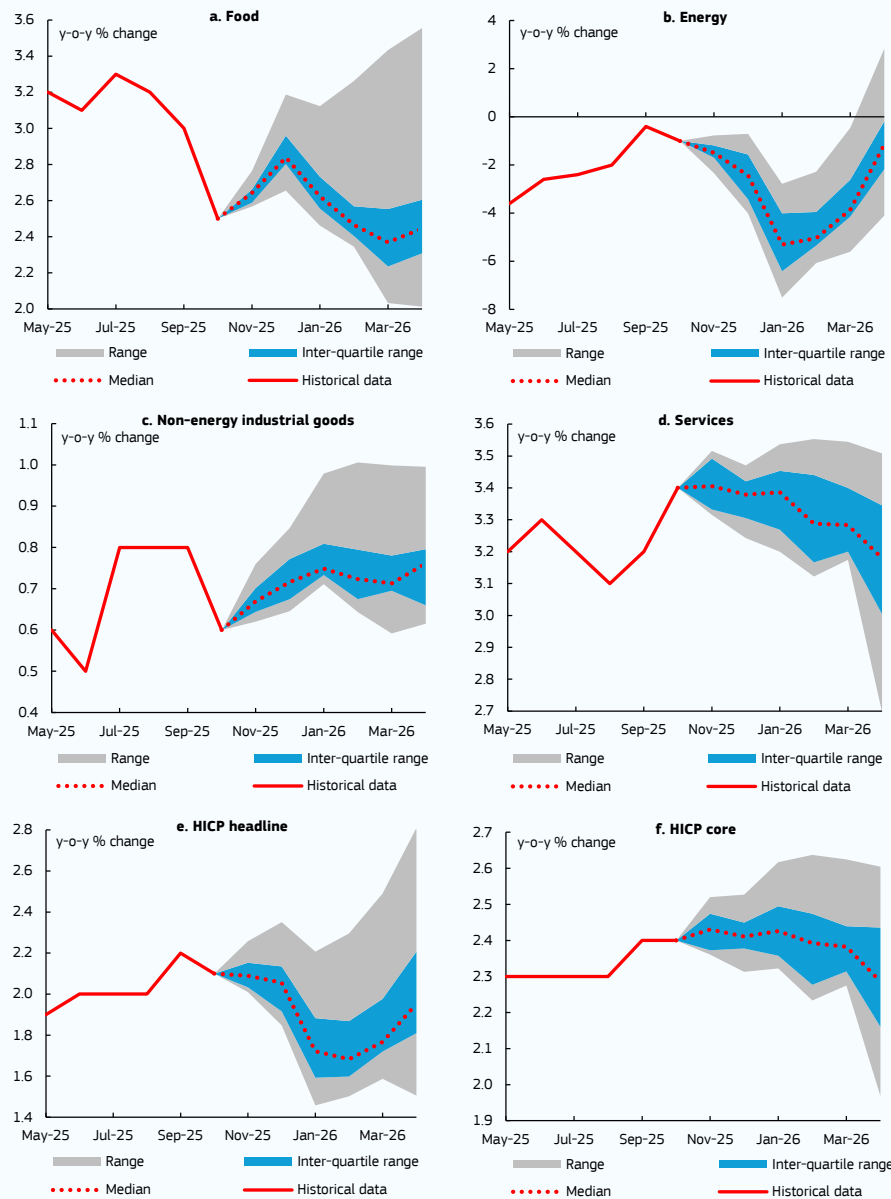 a. Food
y-o-y % change
3.6
3.4
3.2
3.0
2.8
2.6
2.4
2.2
2.0
May-25 Jul-25 Sep-25 Nov-25 Jan-26 Mar-26
Range Inter-quartile range
Median Historical data
b. Energy
y-o-y % change
4
2
0
-2
-4
-6
-8
May-25 Jul-25 Sep-25 Nov-25 Jan-26 Mar-26
Range Inter-quartile range
Median Historical data
c. Non-energy industrial goods
y-o-y % change
1.1
1.0
0.9
0.8
0.7
0.6
0.5
0.4
May-25 Jul-25 Sep-25 Nov-25 Jan-26 Mar-26
Range Inter-quartile range
Median Historical data
d. Services
y-o-y % change
3.6
3.5
3.4
3.3
3.2
3.1
3.0
2.9
2.8
2.7
May-25 Jul-25 Sep-25 Nov-25 Jan-26 Mar-26
Range Inter-quartile range
Median Historical data
e. HICP headline
y-o-y % change
2.8
2.6
2.4
2.2
2.0
1.8
1.6
1.4
May-25 Jul-25 Sep-25 Nov-25 Jan-26 Mar-26
Range Inter-quartile range
Median Historical data
f. HICP core
y-o-y % change
2.7
2.6
2.5
2.4
2.3
2.2
2.1
2.0
1.9
May-25 Jul-25 Sep-25 Nov-25 Jan-26 Mar-26
Range Inter-quartile range
Median Historical data